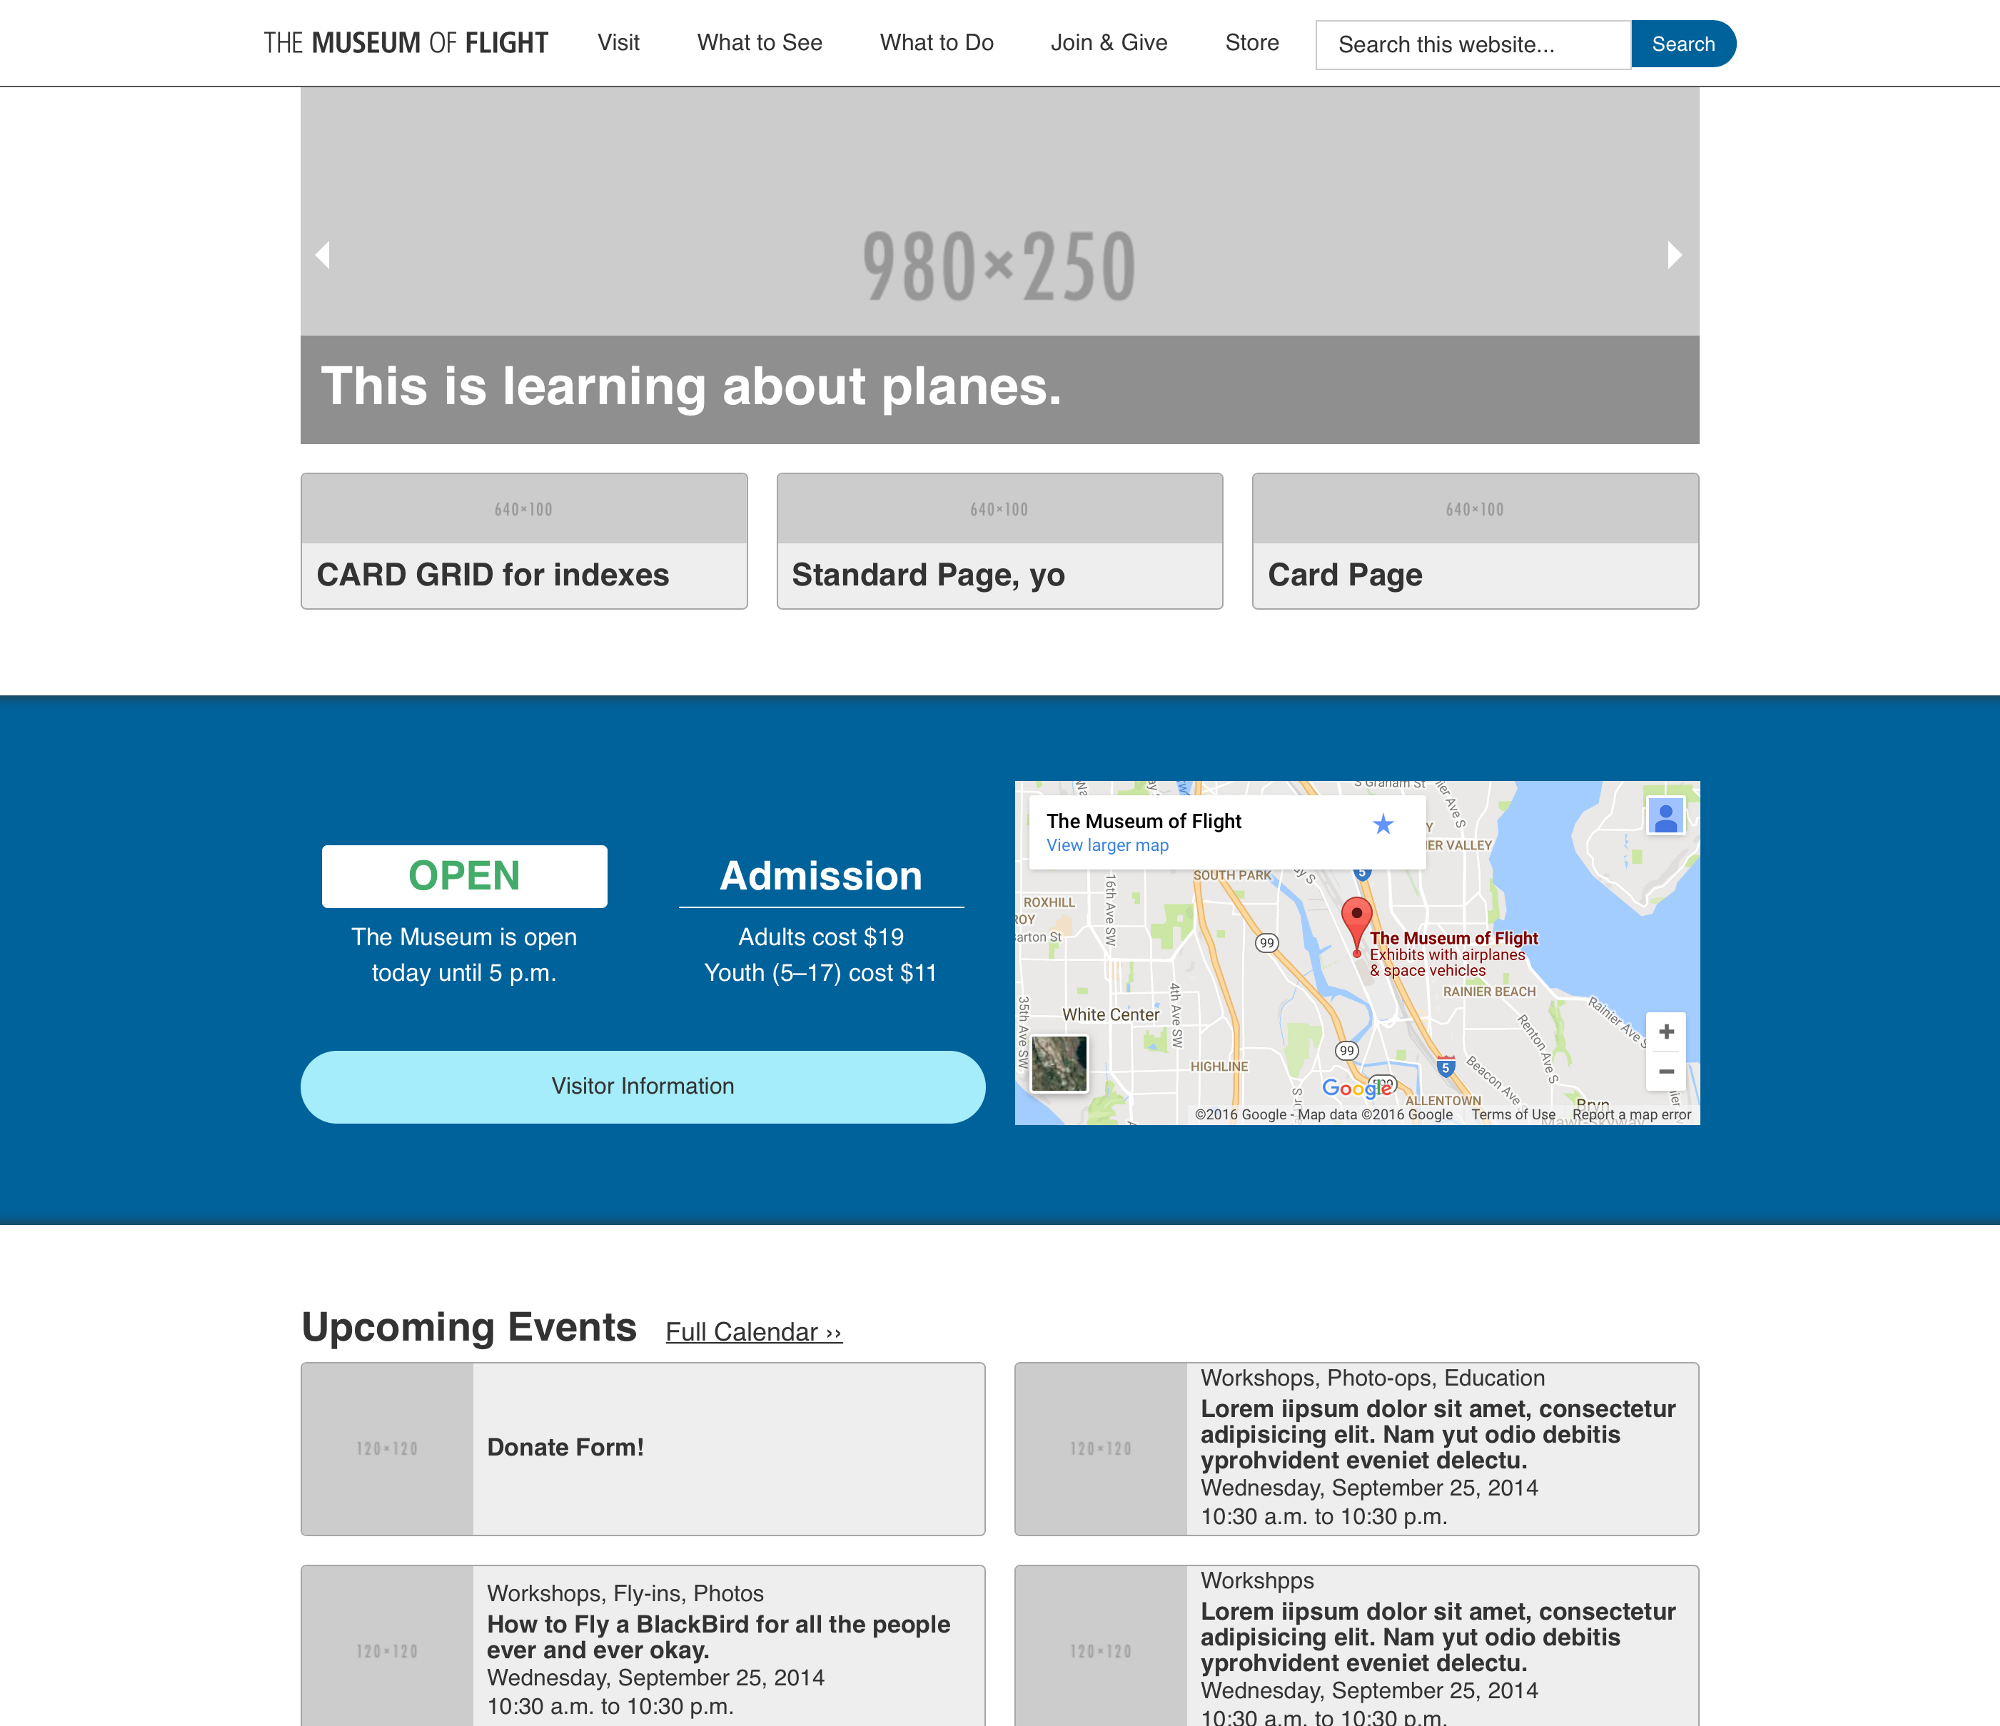 THE MUSEUM OF FLIGHT
Visit
What to See
What to Do
Join & Give
Store
Search this website...
Search
980×250
This is learning about planes.
640×100
640×100
640×100
CARD GRID for indexes
Standard Page, yo
Card Page
OPEN
The Museum is open
today until 5 p.m.
Admission
Adults cost $19
Youth (5–17) cost $11
Visitor Information
The Museum of Flight
View larger map
S Graham St
SOUTH PARK
ROXHILL
16th Ave SW
99
5
The Museum of Flight
Exhibits with airplanes
& space vehicles
RAINIER BEACH
35th Ave SW
White Center
4th Ave SW
Renton Ave S
Rainier Ave S
99
5
Beacon Ave
HIGHLINE
Google
ALLENTOWN
©2016 Google - Map data ©2016 Google
Terms of Use
Report a map error
Upcoming Events
Full Calendar ››
120×120
Donate Form!
120×120
Workshops, Photo-ops, Education
Lorem iipsum dolor sit amet, consectetur
adipisicing elit. Nam yut odio debitis
yprohvident eveniet delectu.
Wednesday, September 25, 2014
10:30 a.m. to 10:30 p.m.
120×120
Workshops, Fly-ins, Photos
How to Fly a BlackBird for all the people
ever and ever okay.
Wednesday, September 25, 2014
10:30 a.m. to 10:30 p.m.
120×120
Workshpps
Lorem iipsum dolor sit amet, consectetur
adipisicing elit. Nam yut odio debitis
yprohvident eveniet delectu.
Wednesday, September 25, 2014
10:30 a.m. to 10:30 p.m.